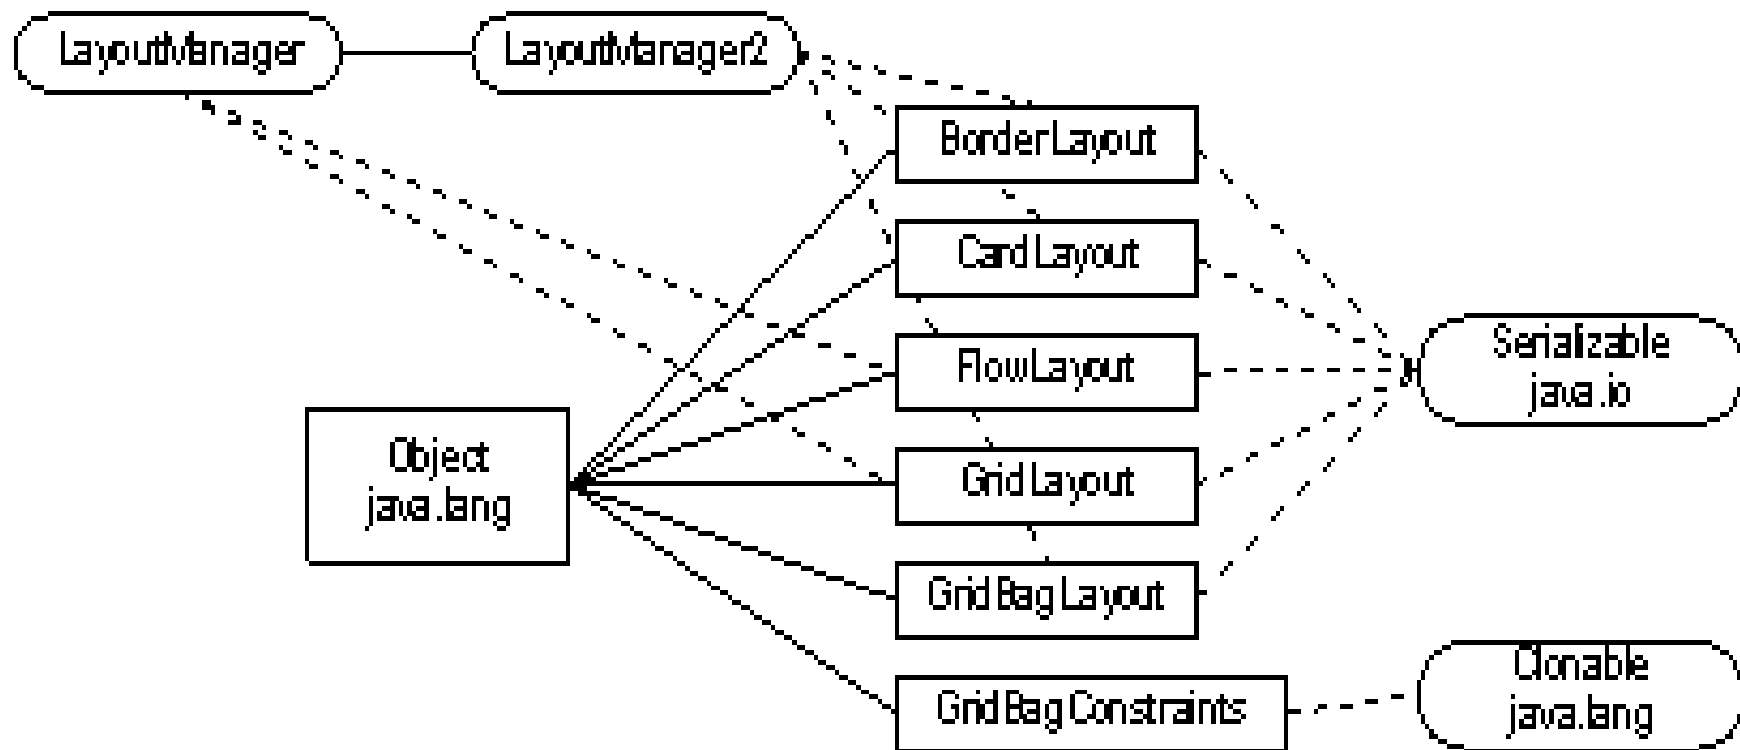 LayoutManager
LayoutManager2
BorderLayout
CardLayout
FlowLayout
Object
java.lang
GridLayout
GridBagLayout
GridBagConstraints
Serializable
java.io
Clonable
java.lang